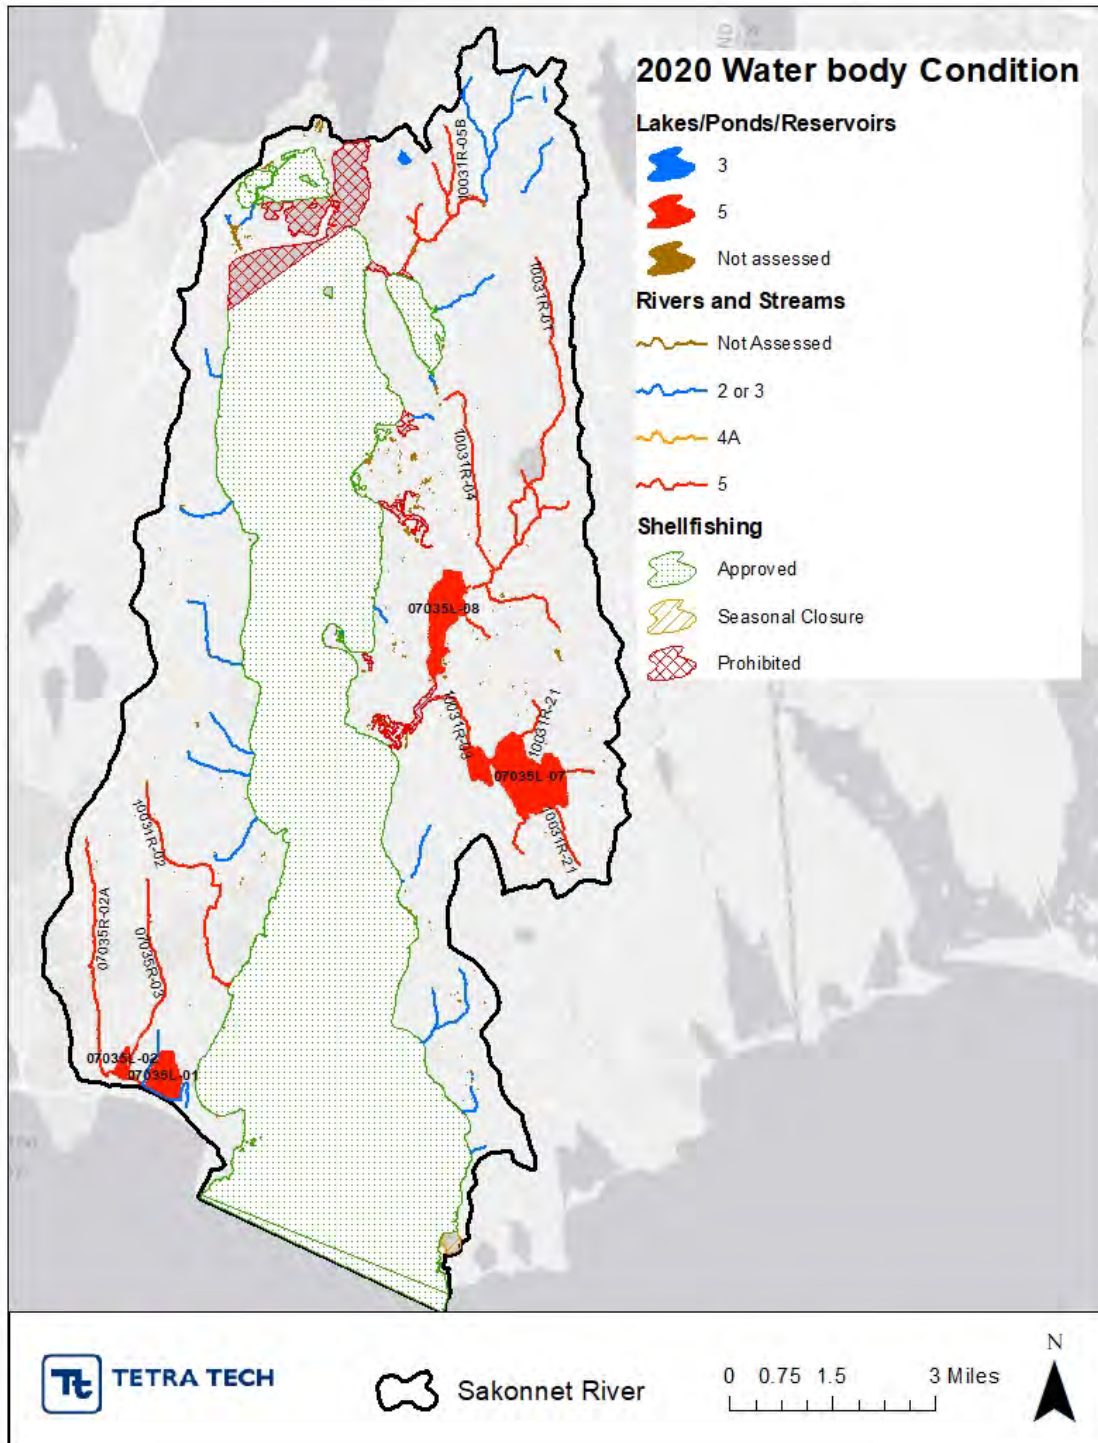 2020 Water body Condition
Lakes/Ponds/Reservoirs
3
5
Not assessed
Rivers and Streams
Not Assessed
2 or 3
4A
5
Shellfishing
Approved
Seasonal Closure
Prohibited
10031R-05B
10031R-01
10031R-04
07035L-08
10031R-21
07035L-07
10031R-21
10031R-02
07035R-02A
07035R-03
07035L-02
07035L-01
Tt
TETRA TECH
Sakonnet River
0 0.75 1.5 3 Miles
N